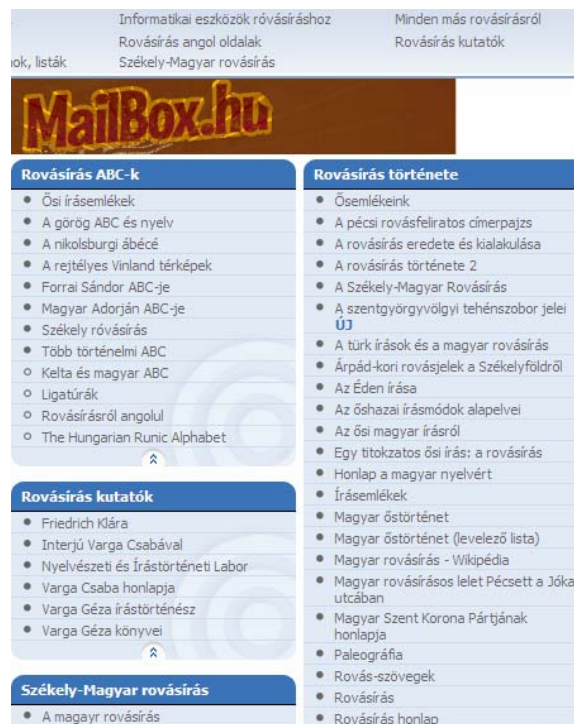 Informatikai eszközök róvásíráshoz
Minden más rovásírásról
Rovásírás angol oldalak
Rovásírás kutatók
ok, listák
Székely-Magyar rovásírás
MailBox.hu
Rovásírás ABC-k
Ősi írásemlékek
A görög ABC és nyelv
A nikolsburgi ábécé
A rejtélyes Vinland térképek
Forrai Sándor ABC-je
Magyar Adorján ABC-je
Székely róvásírás
Több történelmi ABC
Kelta és magyar ABC
Ligatúrák
Rovásírásról angolul
The Hungarian Runic Alphabet
Rovásírás kutatók
Friedrich Klára
Interjú Varga Csabával
Nyelvészeti és Írástörténeti Labor
Varga Csaba honlapja
Varga Géza írástörténész
Varga Géza könyvei
Székely-Magyar rovásírás
A magayr rovásírás
Rovásírás története
Ősemlékeink
A pécsi rovásfeliratos címerpajzs
A rovásírás eredete és kialakulása
A rovásírás története 2
A Székely-Magyar Rovásírás
A szentgyörgyvölgyi tehénszobor jelei
ÚJ
A türk írások és a magyar rovásírás
Árpád-kori rovásjelek a Székelyföldről
Az Éden írása
Az őshazai írásmódok alapelvei
Az ősi magyar írásról
Egy titokzatos ősi írás: a rovásírás
Honlap a magyar nyelvért
Írásemlékek
Magyar őstörténet
Magyar őstörténet (levelező lista)
Magyar rovásírás - Wikipédia
Magyar rovásírásos lelet Pécsett a Jóka
utcában
Magyar Szent Korona Pártjának
honlapja
Paleográfia
Rovás-szövegek
Rovásírás
Rovásírás honlap